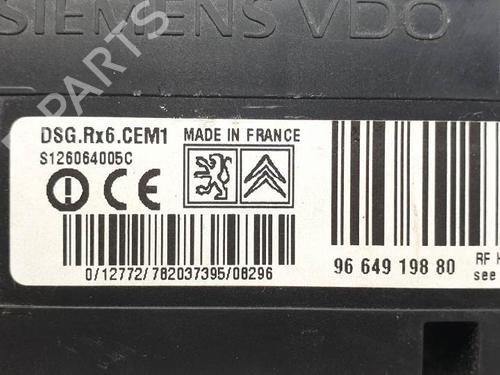 SIEMENS VDO
PARTS
DSG.Rx6.CEM1
MADE IN FRANCE
S126064005C
CE
0/12772/782037395/08296
96 649 198 80
RF H
see